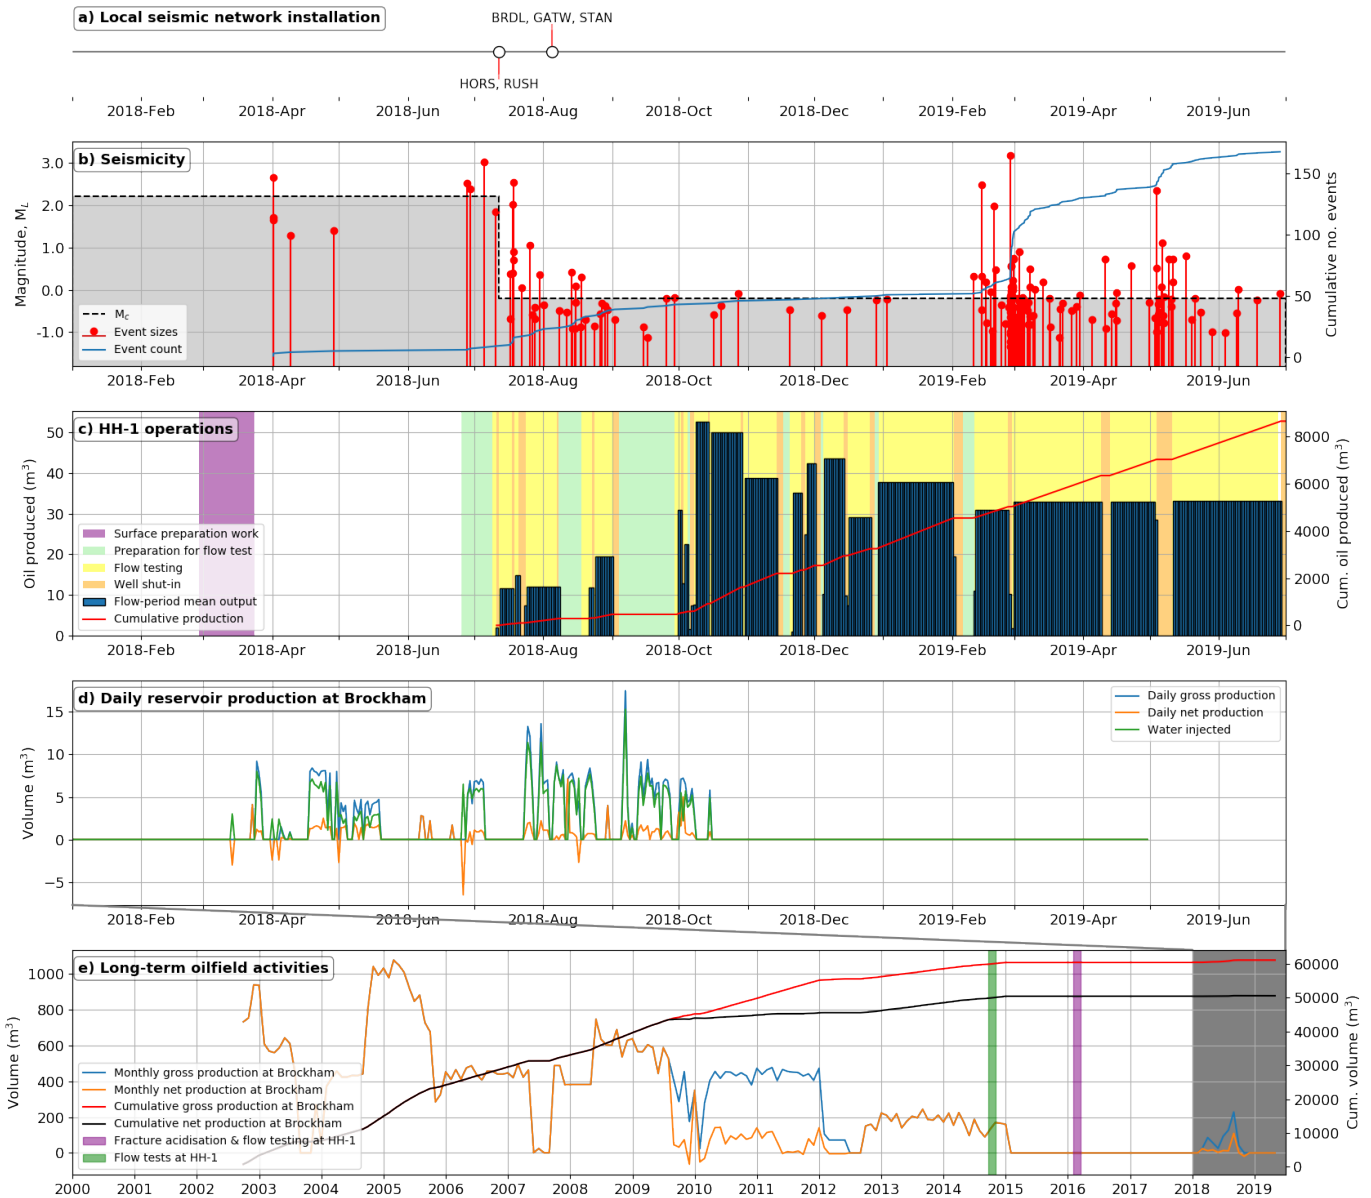 a) Local seismic network installation
BRDL, GATW, STAN
HORS, RUSH
2018-Feb 2018-Apr 2018-Jun 2018-Aug 2018-Oct 2018-Dec 2019-Feb 2019-Apr 2019-Jun
b) Seismicity
3.0
2.0
1.0
0.0
-1.0
Magnitude, M_L
150
100
50
0
Cumulative no. events
M_c
Event sizes
Event count
2018-Feb 2018-Apr 2018-Jun 2018-Aug 2018-Oct 2018-Dec 2019-Feb 2019-Apr 2019-Jun
c) HH-1 operations
50
40
30
20
10
0
Oil produced (m³)
8000
6000
4000
2000
0
Cum. oil produced (m³)
Surface preparation work
Preparation for flow test
Flow testing
Well shut-in
Flow-period mean output
Cumulative production
2018-Feb 2018-Apr 2018-Jun 2018-Aug 2018-Oct 2018-Dec 2019-Feb 2019-Apr 2019-Jun
d) Daily reservoir production at Brockham
15
10
5
0
−5
Volume (m³)
Daily gross production
Daily net production
Water injected
2018-Feb 2018-Apr 2018-Jun 2018-Aug 2018-Oct 2018-Dec 2019-Feb 2019-Apr 2019-Jun
e) Long-term oilfield activities
1000
800
600
400
200
0
Volume (m³)
60000
50000
40000
30000
20000
10000
0
Cum. volume (m³)
Monthly gross production at Brockham
Monthly net production at Brockham
Cumulative gross production at Brockham
Cumulative net production at Brockham
Fracture acidisation & flow testing at HH-1
Flow tests at HH-1
2000 2001 2002 2003 2004 2005 2006 2007 2008 2009 2010 2011 2012 2013 2014 2015 2016 2017 2018 2019